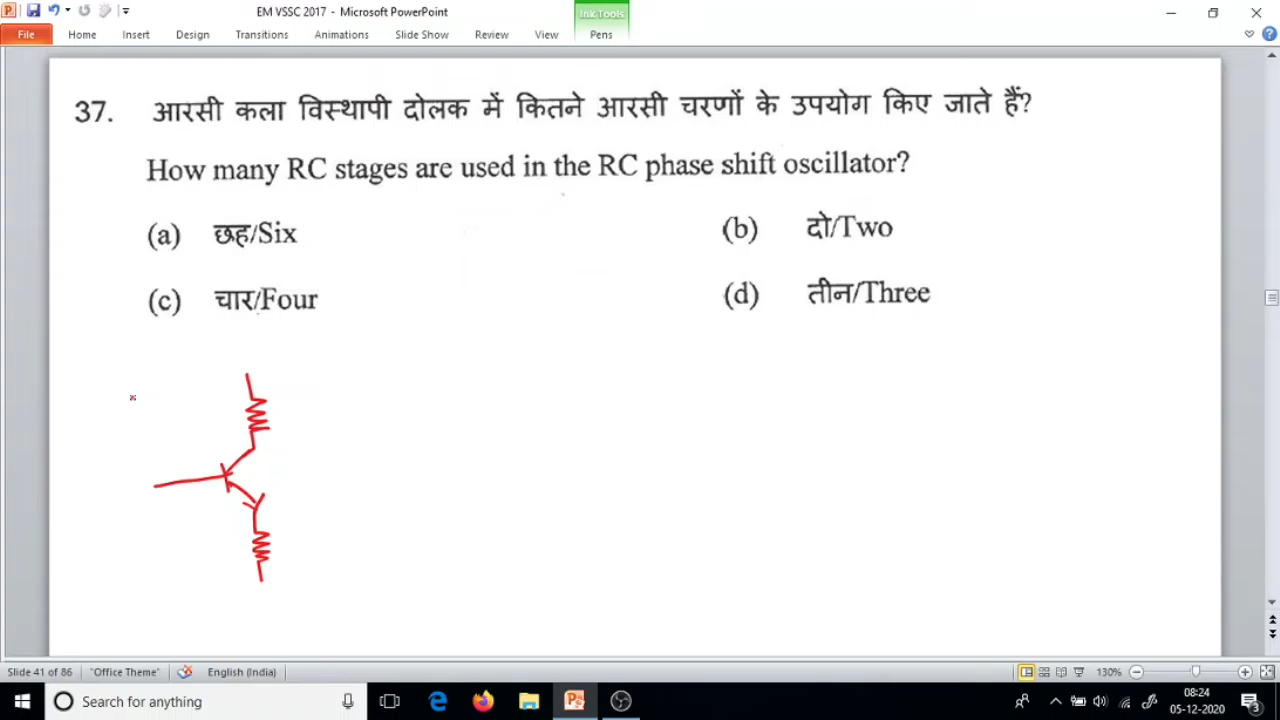 EM VSSC 2017 - Microsoft PowerPoint
Ink Tools
File Home Insert Design Transitions Animations Slide Show Review View Pens
37. आरसी कला विस्थापी दोलक में कितने आरसी चरणों के उपयोग किए जाते हैं?
How many RC stages are used in the RC phase shift oscillator?
(a) छह/Six (b) दो/Two
(c) चार/Four (d) तीन/Three
Slide 41 of 86 "Office Theme" English (India) 130%
Search for anything
08:24
05-12-2020
3